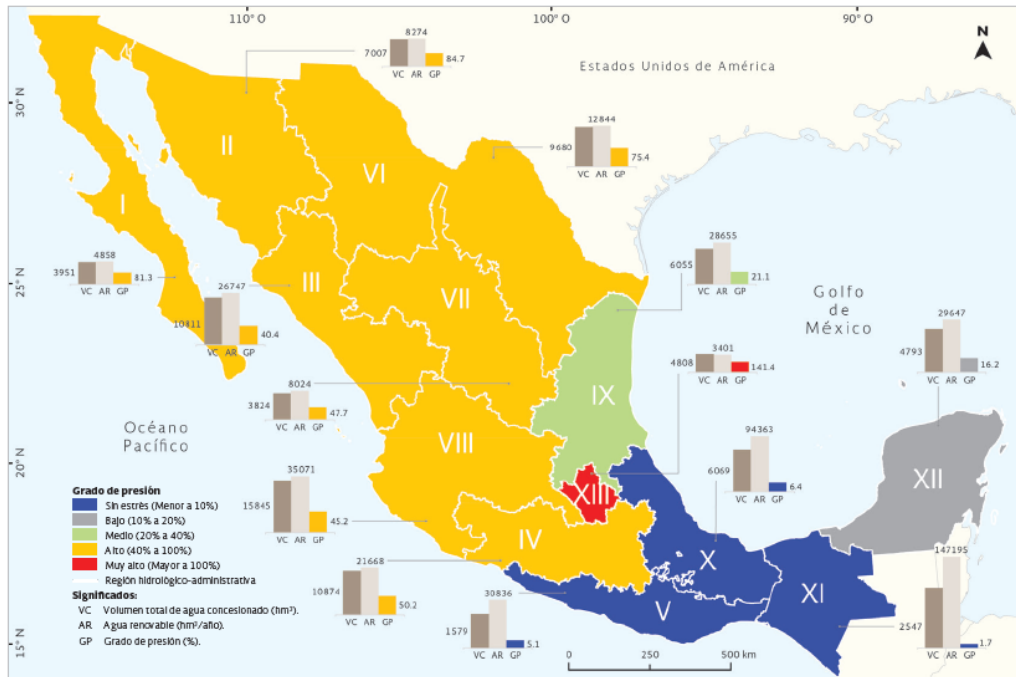 110° O
100° O
90° O
N
30° N
25° N
20° N
15° N
Estados Unidos de América
Golfo
de
México
Océano
Pacífico
I
II
III
IV
V
VI
VII
VIII
IX
X
XI
XII
XIII
7007
8274
84.7
VC AR GP
9680
12844
75.4
VC AR GP
3951
4858
81.3
VC AR GP
10811
26747
40.4
VC AR GP
6055
28655
21.1
VC AR GP
4808
3401
141.4
VC AR GP
4793
29647
16.2
VC AR GP
3824
8024
47.7
VC AR GP
6069
94363
6.4
VC AR GP
15845
35071
45.2
VC AR GP
10874
21668
50.2
VC AR GP
1579
30836
5.1
VC AR GP
2547
147195
1.7
VC AR GP
Grado de presión
Sin estrés (Menor a 10%)
Bajo (10% a 20%)
Medio (20% a 40%)
Alto (40% a 100%)
Muy alto (Mayor a 100%)
Región hidrológico-administrativa
Significados:
VC Volumen total de agua concesionado (hm³).
AR Agua renovable (hm³/año).
GP Grado de presión (%).
0 250 500 km